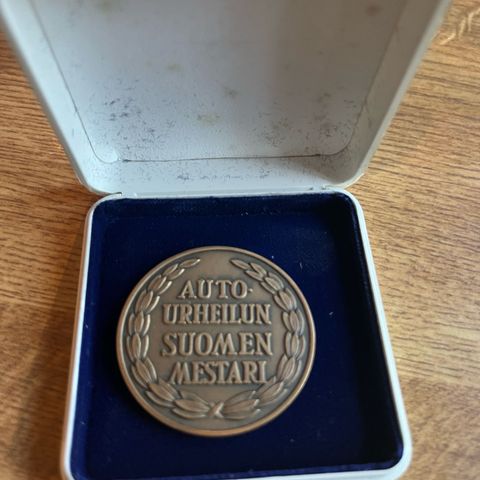 AUTO-
URHEILUN
SUOMEN
MESTARI